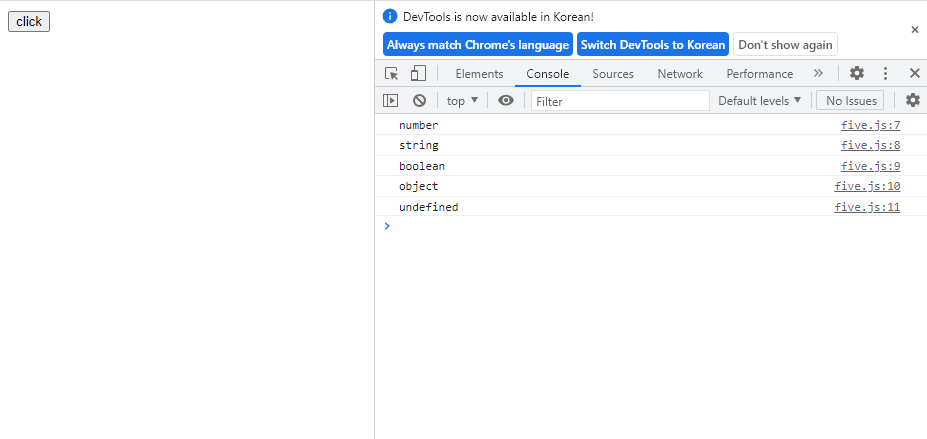 click
DevTools is now available in Korean!
Always match Chrome's language Switch DevTools to Korean Don't show again
Elements Console Sources Network Performance
top Filter Default levels No Issues
number five.js:7
string five.js:8
boolean five.js:9
object five.js:10
undefined five.js:11